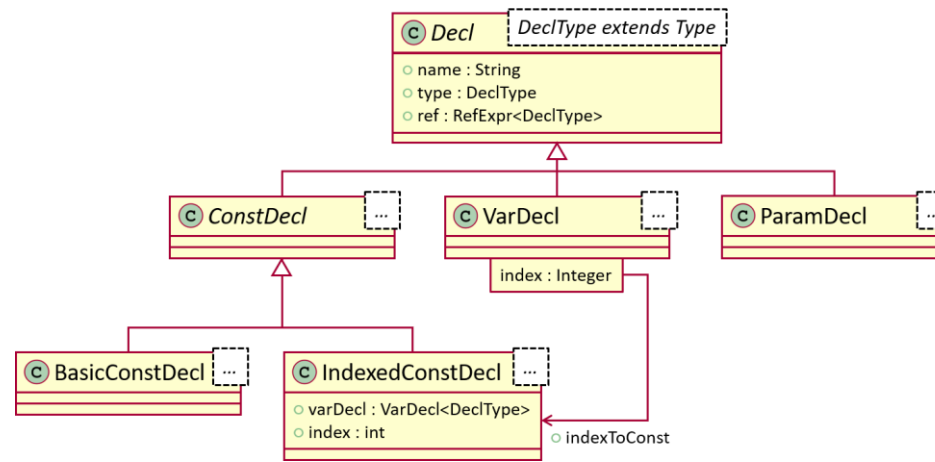 C Decl
DeclType extends Type
name : String
type : DeclType
ref : RefExpr<DeclType>
C ConstDecl ...
C VarDecl ...
C ParamDecl ...
index : Integer
C BasicConstDecl ...
C IndexedConstDecl ...
varDecl : VarDecl<DeclType>
index : int
indexToConst